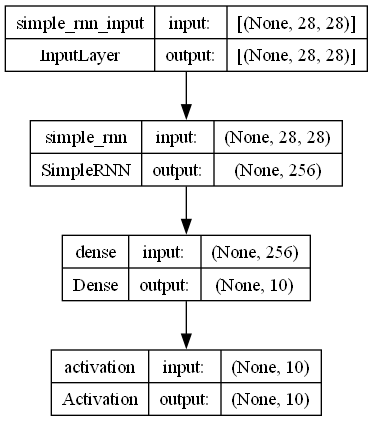 simple_rnn_input input: [(None, 28, 28)]
InputLayer output: [(None, 28, 28)]
simple_rnn input: (None, 28, 28)
SimpleRNN output: (None, 256)
dense input: (None, 256)
Dense output: (None, 10)
activation input: (None, 10)
Activation output: (None, 10)